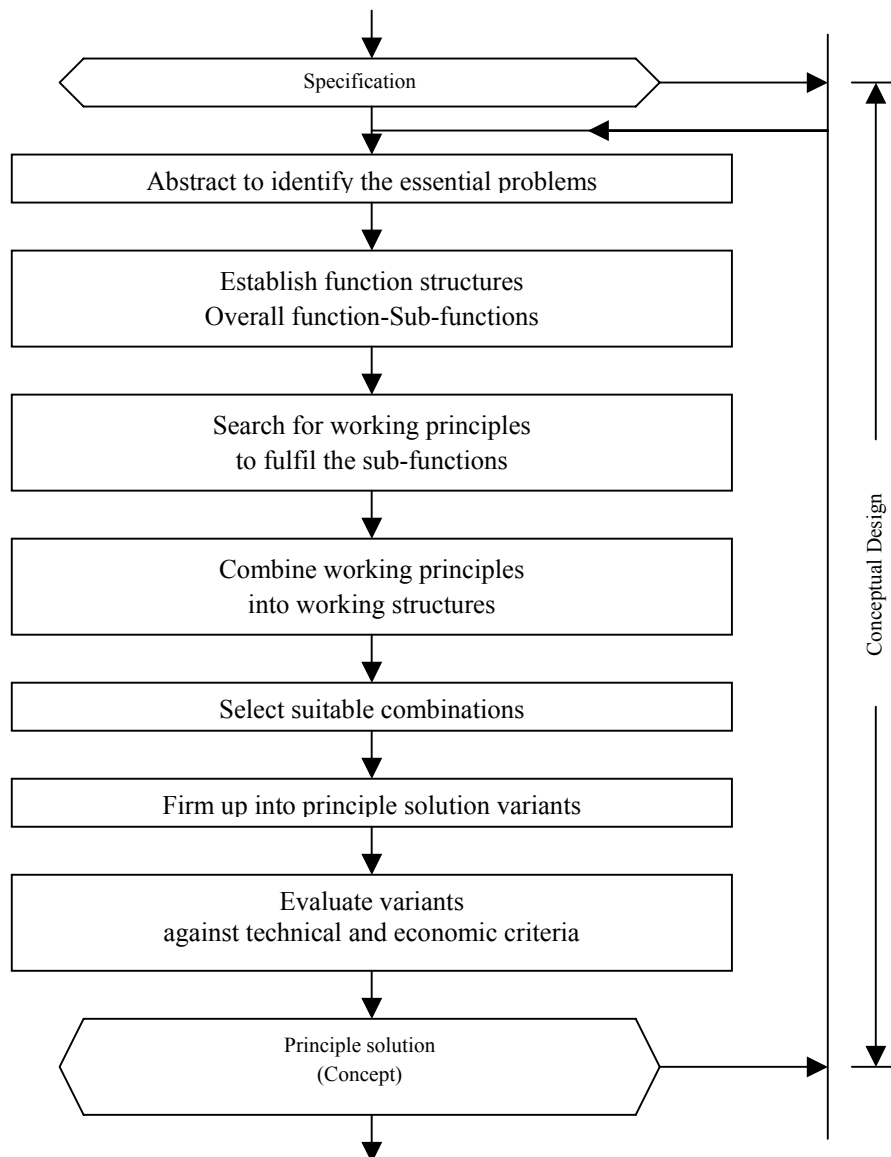 Specification
Abstract to identify the essential problems
Establish function structures
Overall function-Sub-functions
Search for working principles
to fulfil the sub-functions
Combine working principles
into working structures
Select suitable combinations
Firm up into principle solution variants
Evaluate variants
against technical and economic criteria
Principle solution
(Concept)
Conceptual Design